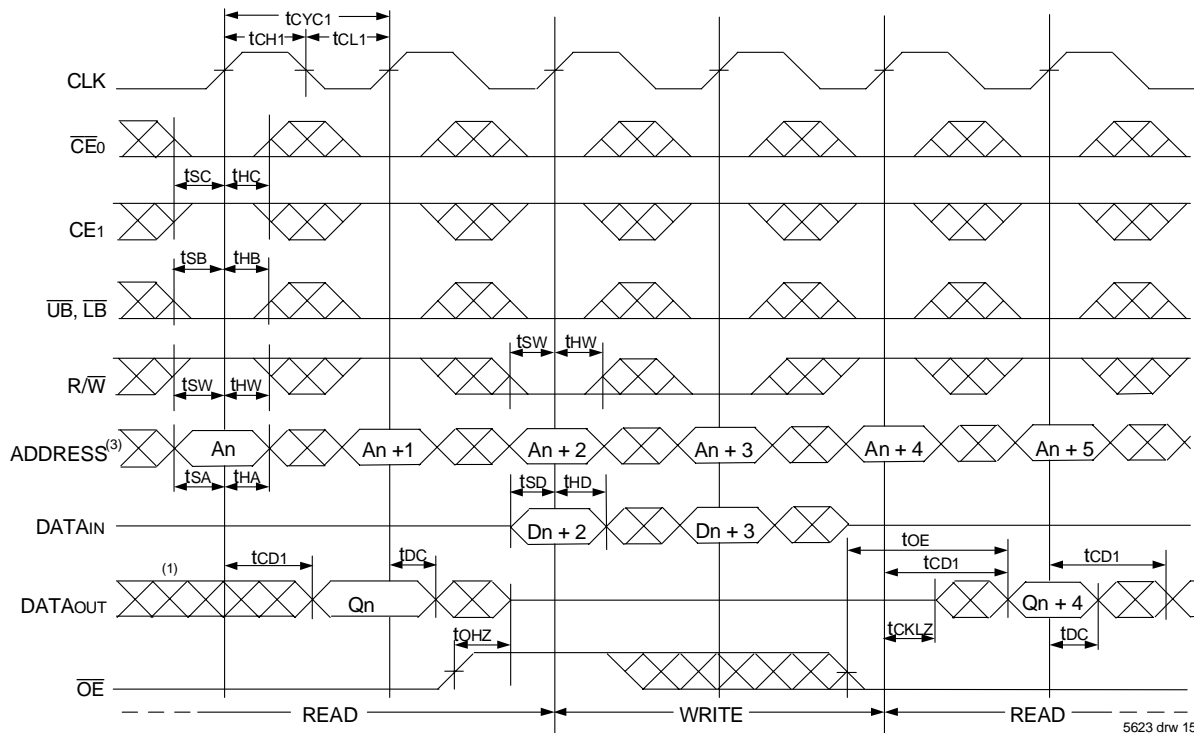 tCYC1
tCH1 tCL1
CLK
CE0
tSC tHC
CE1
tSB tHB
UB, LB
tSW tHW
R/W
tSW tHW
ADDRESS(3) An An +1 An + 2 An + 3 An + 4 An + 5
tSA tHA tSD tHD
DATAIN Dn + 2 Dn + 3
tOE
tCD1 tDC tCD1 tCD1
(1)
DATAOUT Qn Qn + 4
tOHZ tCKLZ tDC
OE
READ WRITE READ
5623 drw 15